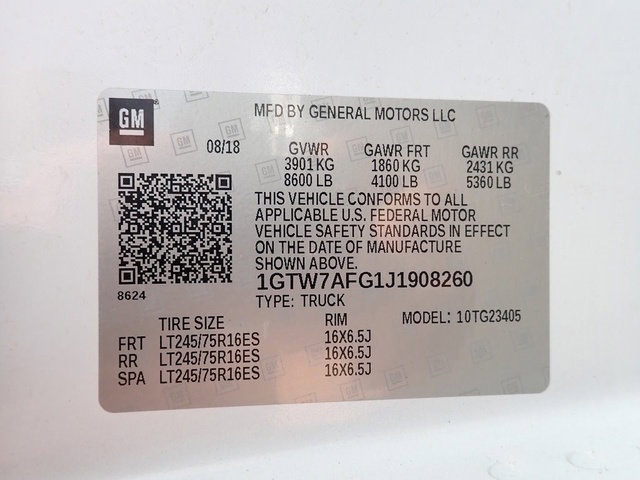 GM
MFD BY GENERAL MOTORS LLC
08/18 GVWR GAWR FRT GAWR RR
3901 KG 1860 KG 2431 KG
8600 LB 4100 LB 5360 LB
THIS VEHICLE CONFORMS TO ALL
APPLICABLE U.S. FEDERAL MOTOR
VEHICLE SAFETY STANDARDS IN EFFECT
ON THE DATE OF MANUFACTURE
SHOWN ABOVE.
8624 1GTW7AFG1J1908260
TYPE: TRUCK
TIRE SIZE RIM MODEL: 10TG23405
FRT LT245/75R16ES 16X6.5J
RR LT245/75R16ES 16X6.5J
SPA LT245/75R16ES 16X6.5J